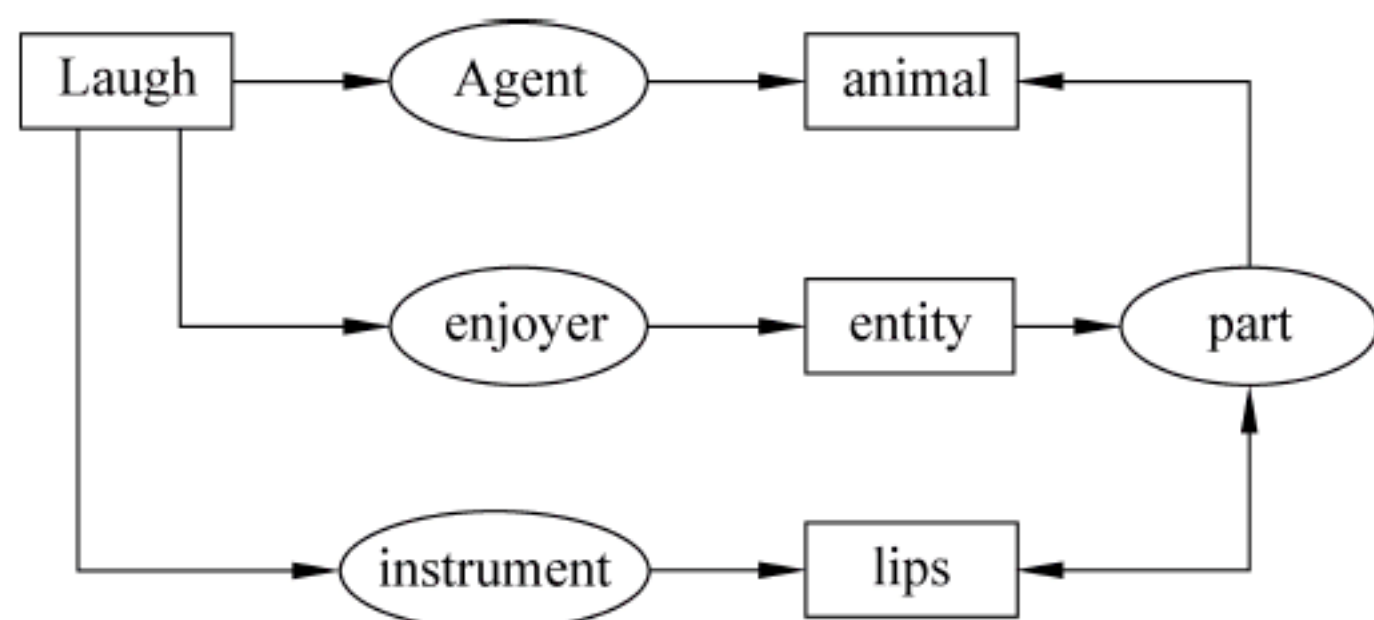 Laugh
Agent
animal
enjoyer
entity
part
instrument
lips